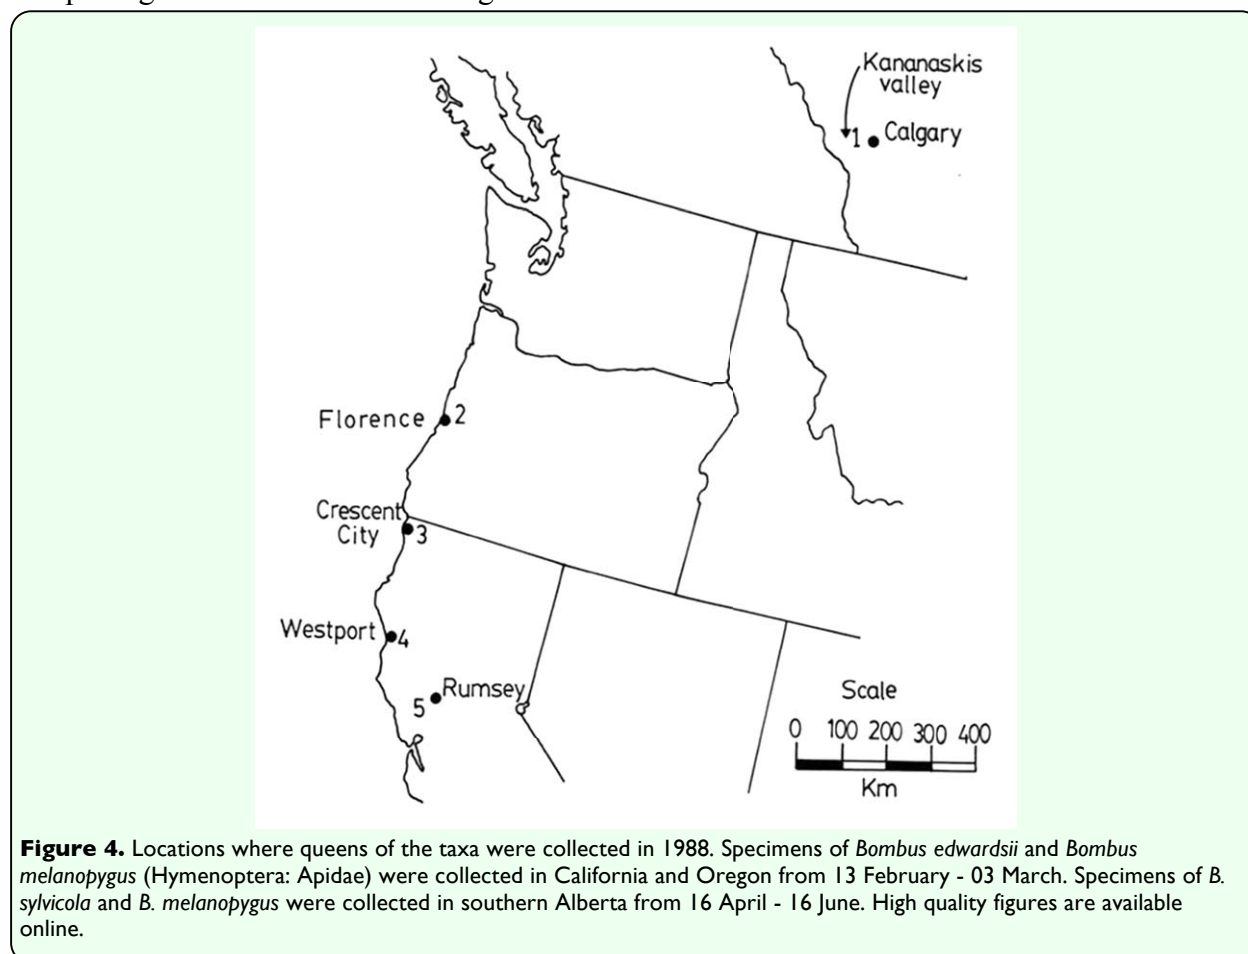 Kananaskis
valley
1 Calgary
Florence 2
Crescent
City 3
Westport 4
Rumsey
5
Scale
0 100 200 300 400
Km
Figure 4. Locations where queens of the taxa were collected in 1988. Specimens of Bombus edwardsii and Bombus
melanopygus (Hymenoptera: Apidae) were collected in California and Oregon from 13 February - 03 March. Specimens of B.
sylvicola and B. melanopygus were collected in southern Alberta from 16 April - 16 June. High quality figures are available
online.